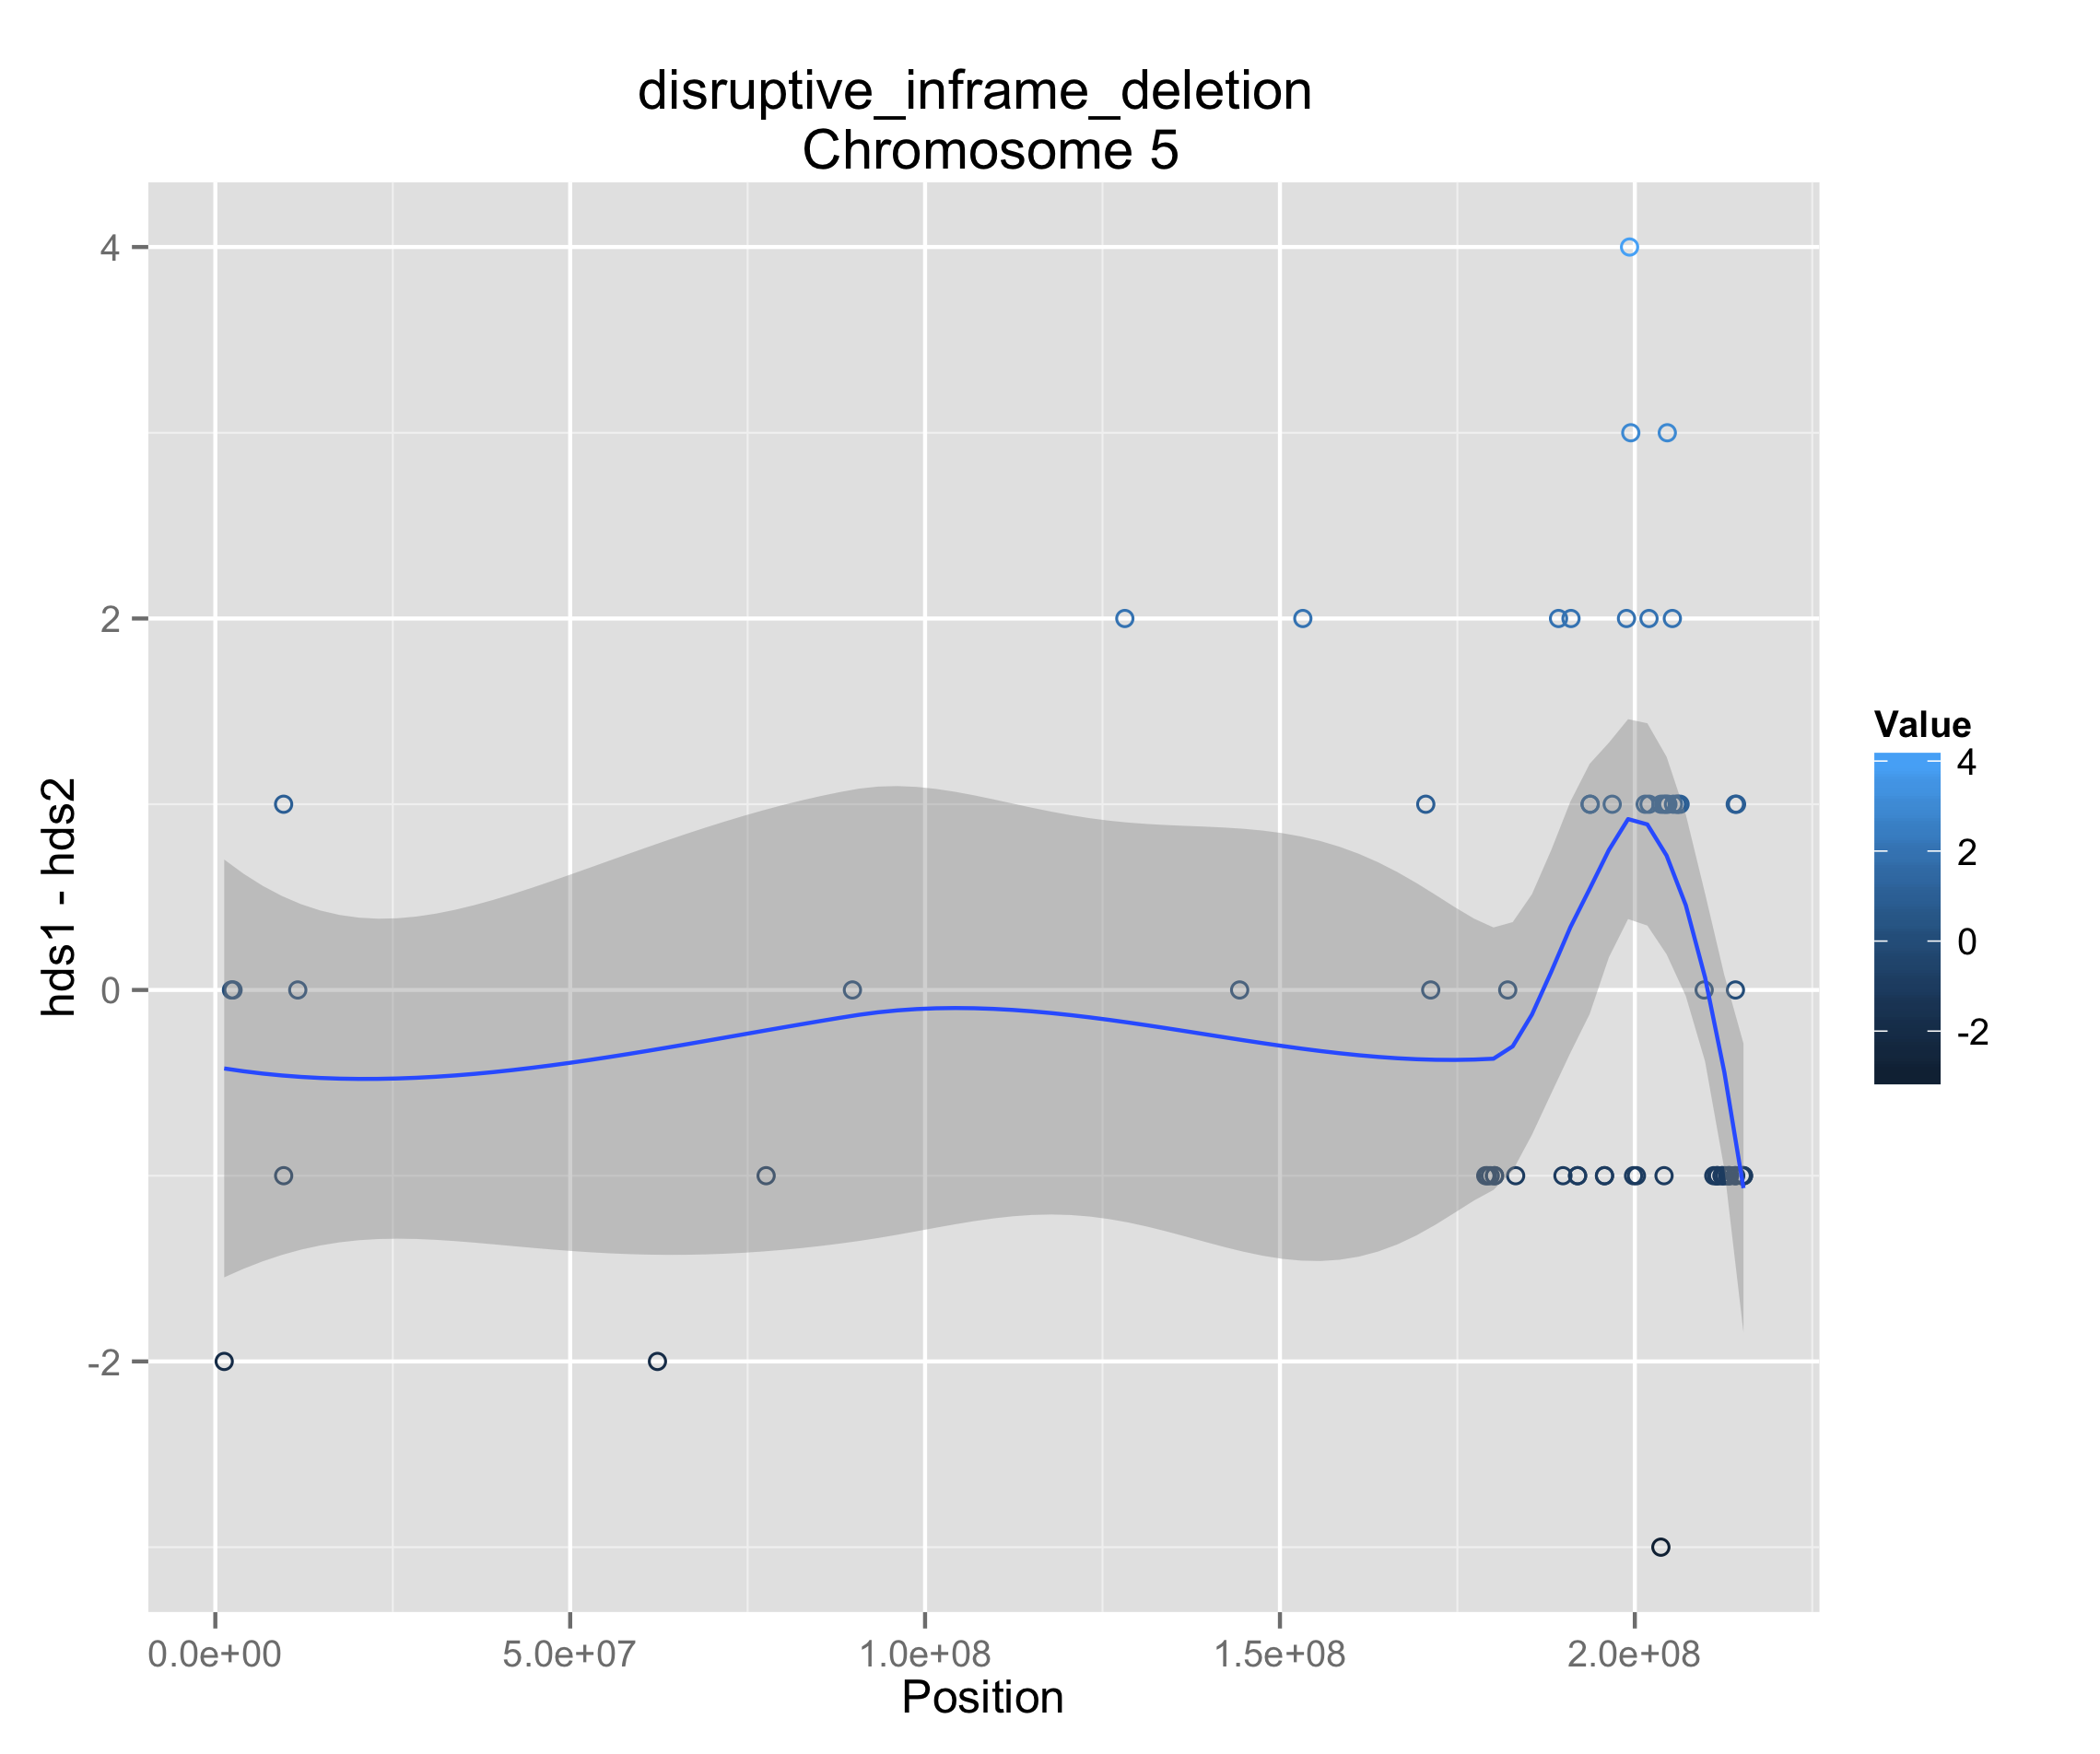 disruptive_inframe_deletion
Chromosome 5
hds1 - hds2
4
2
0
-2
0.0e+00
5.0e+07
1.0e+08
1.5e+08
2.0e+08
Position
Value
4
2
0
-2